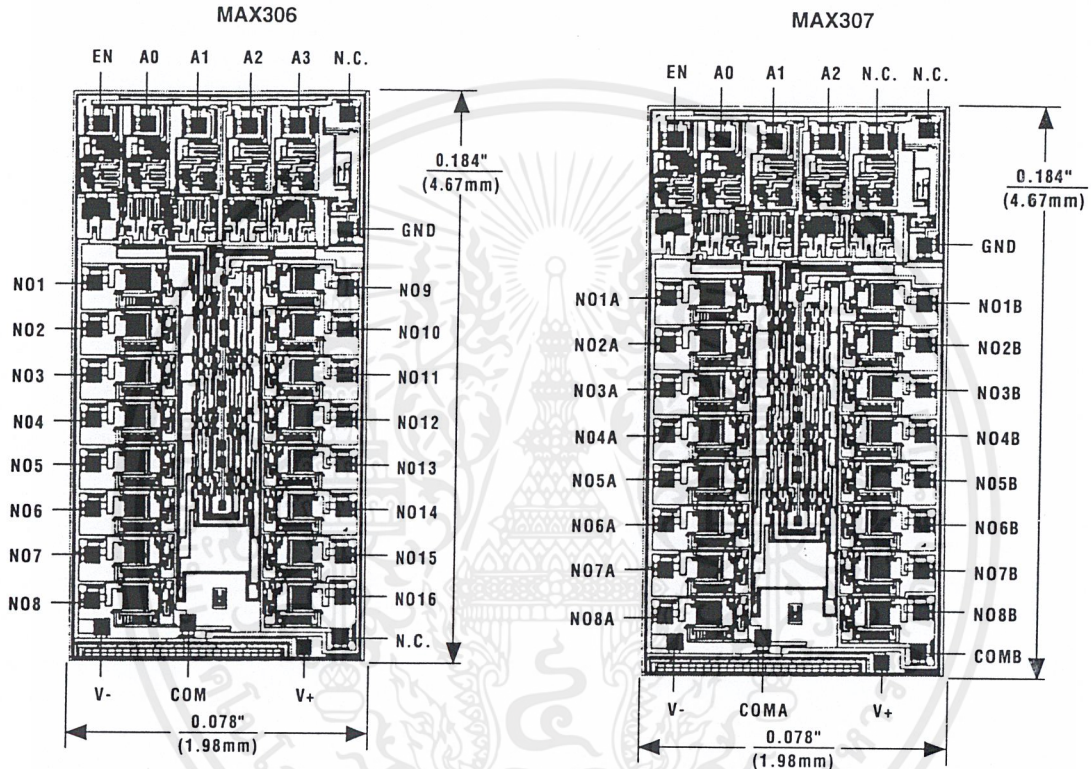 MAX306
EN A0 A1 A2 A3 N.C.
0.184"
(4.67mm)
GND
NO1
NO2
NO3
NO4
NO5
NO6
NO7
NO8
NO9
NO10
NO11
NO12
NO13
NO14
NO15
NO16
N.C.
V- COM V+
0.078"
(1.98mm)
MAX307
EN A0 A1 A2 N.C. N.C.
0.184"
(4.67mm)
GND
NO1A
NO2A
NO3A
NO4A
NO5A
NO6A
NO7A
NO8A
NO1B
NO2B
NO3B
NO4B
NO5B
NO6B
NO7B
NO8B
COMB
V- COMA V+
0.078"
(1.98mm)